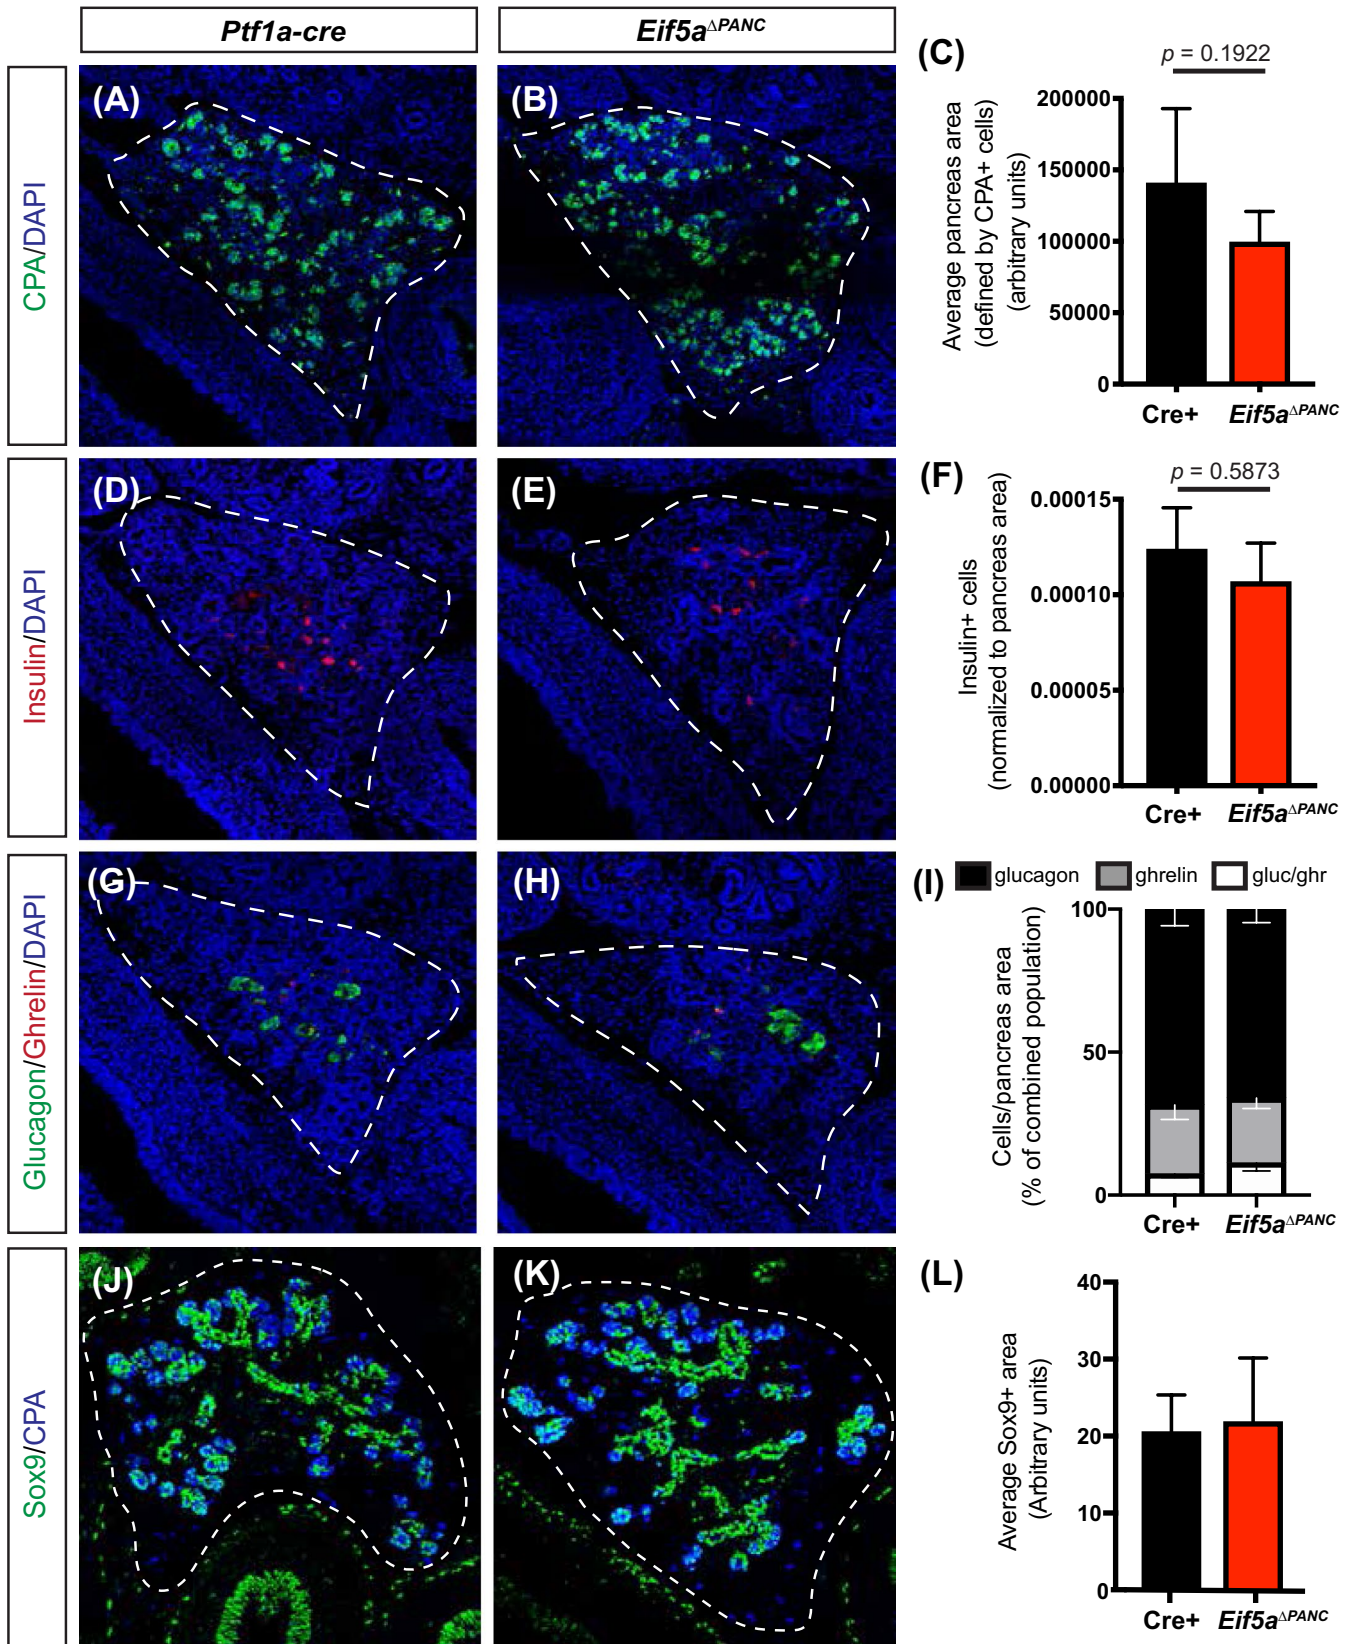 Ptf1a-cre
Eif5aΔPANC
CPA/DAPI
(A)
(B)
(C)
p = 0.1922
Average pancreas area
(defined by CPA+ cells)
(arbitrary units)
200000
150000
100000
50000
0
Cre+
Eif5aΔPANC
Insulin/DAPI
(D)
(E)
(F)
p = 0.5873
Insulin+ cells
(normalized to pancreas area)
0.00015
0.00010
0.00005
0.00000
Cre+
Eif5aΔPANC
Glucagon/Ghrelin/DAPI
(G)
(H)
(I)
glucagon ghrelin gluc/ghr
Cells/pancreas area
(% of combined population)
100
50
0
Cre+
Eif5aΔPANC
Sox9/CPA
(J)
(K)
(L)
Average Sox9+ area
(Arbitrary units)
40
30
20
10
0
Cre+
Eif5aΔPANC